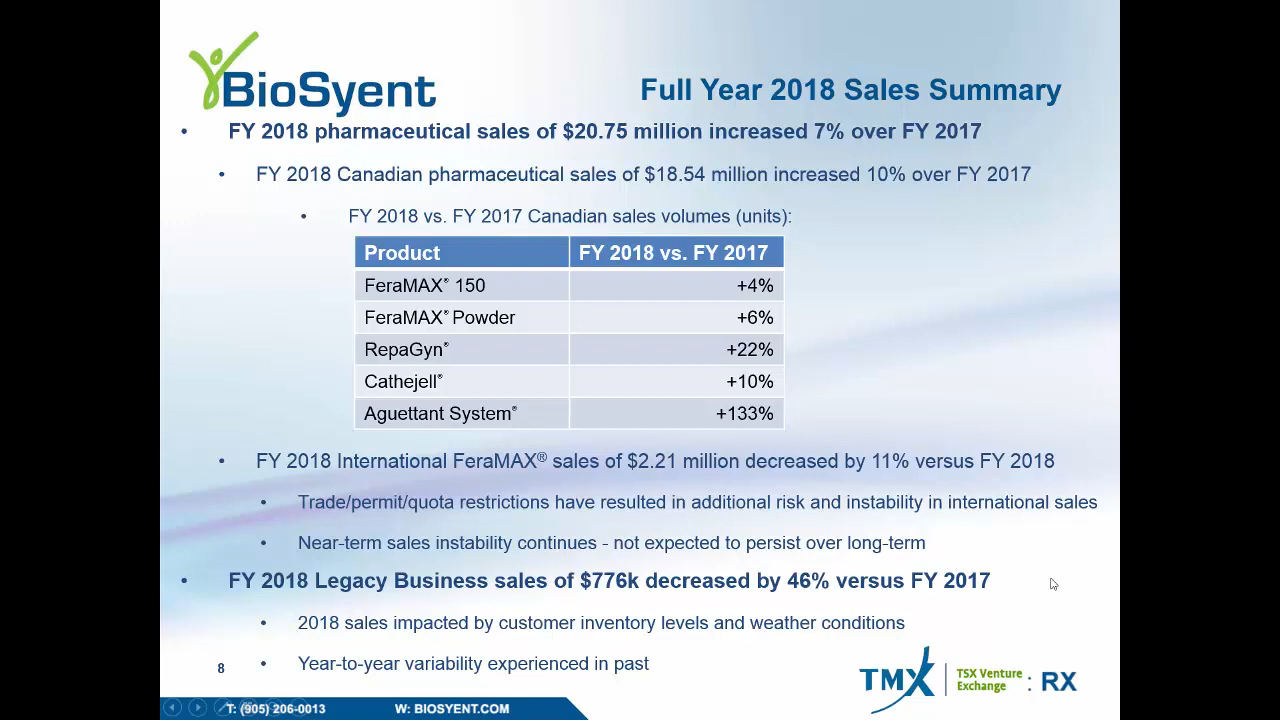 BioSyent
Full Year 2018 Sales Summary
• FY 2018 pharmaceutical sales of $20.75 million increased 7% over FY 2017
• FY 2018 Canadian pharmaceutical sales of $18.54 million increased 10% over FY 2017
• FY 2018 vs. FY 2017 Canadian sales volumes (units):
Product FY 2018 vs. FY 2017
FeraMAX® 150 +4%
FeraMAX® Powder +6%
RepaGyn® +22%
Cathejell® +10%
Aguettant System® +133%
• FY 2018 International FeraMAX® sales of $2.21 million decreased by 11% versus FY 2018
• Trade/permit/quota restrictions have resulted in additional risk and instability in international sales
• Near-term sales instability continues - not expected to persist over long-term
• FY 2018 Legacy Business sales of $776k decreased by 46% versus FY 2017
• 2018 sales impacted by customer inventory levels and weather conditions
• Year-to-year variability experienced in past
8
TMX TSX Venture
Exchange : RX
T: (905) 206-0013 W: BIOSYENT.COM